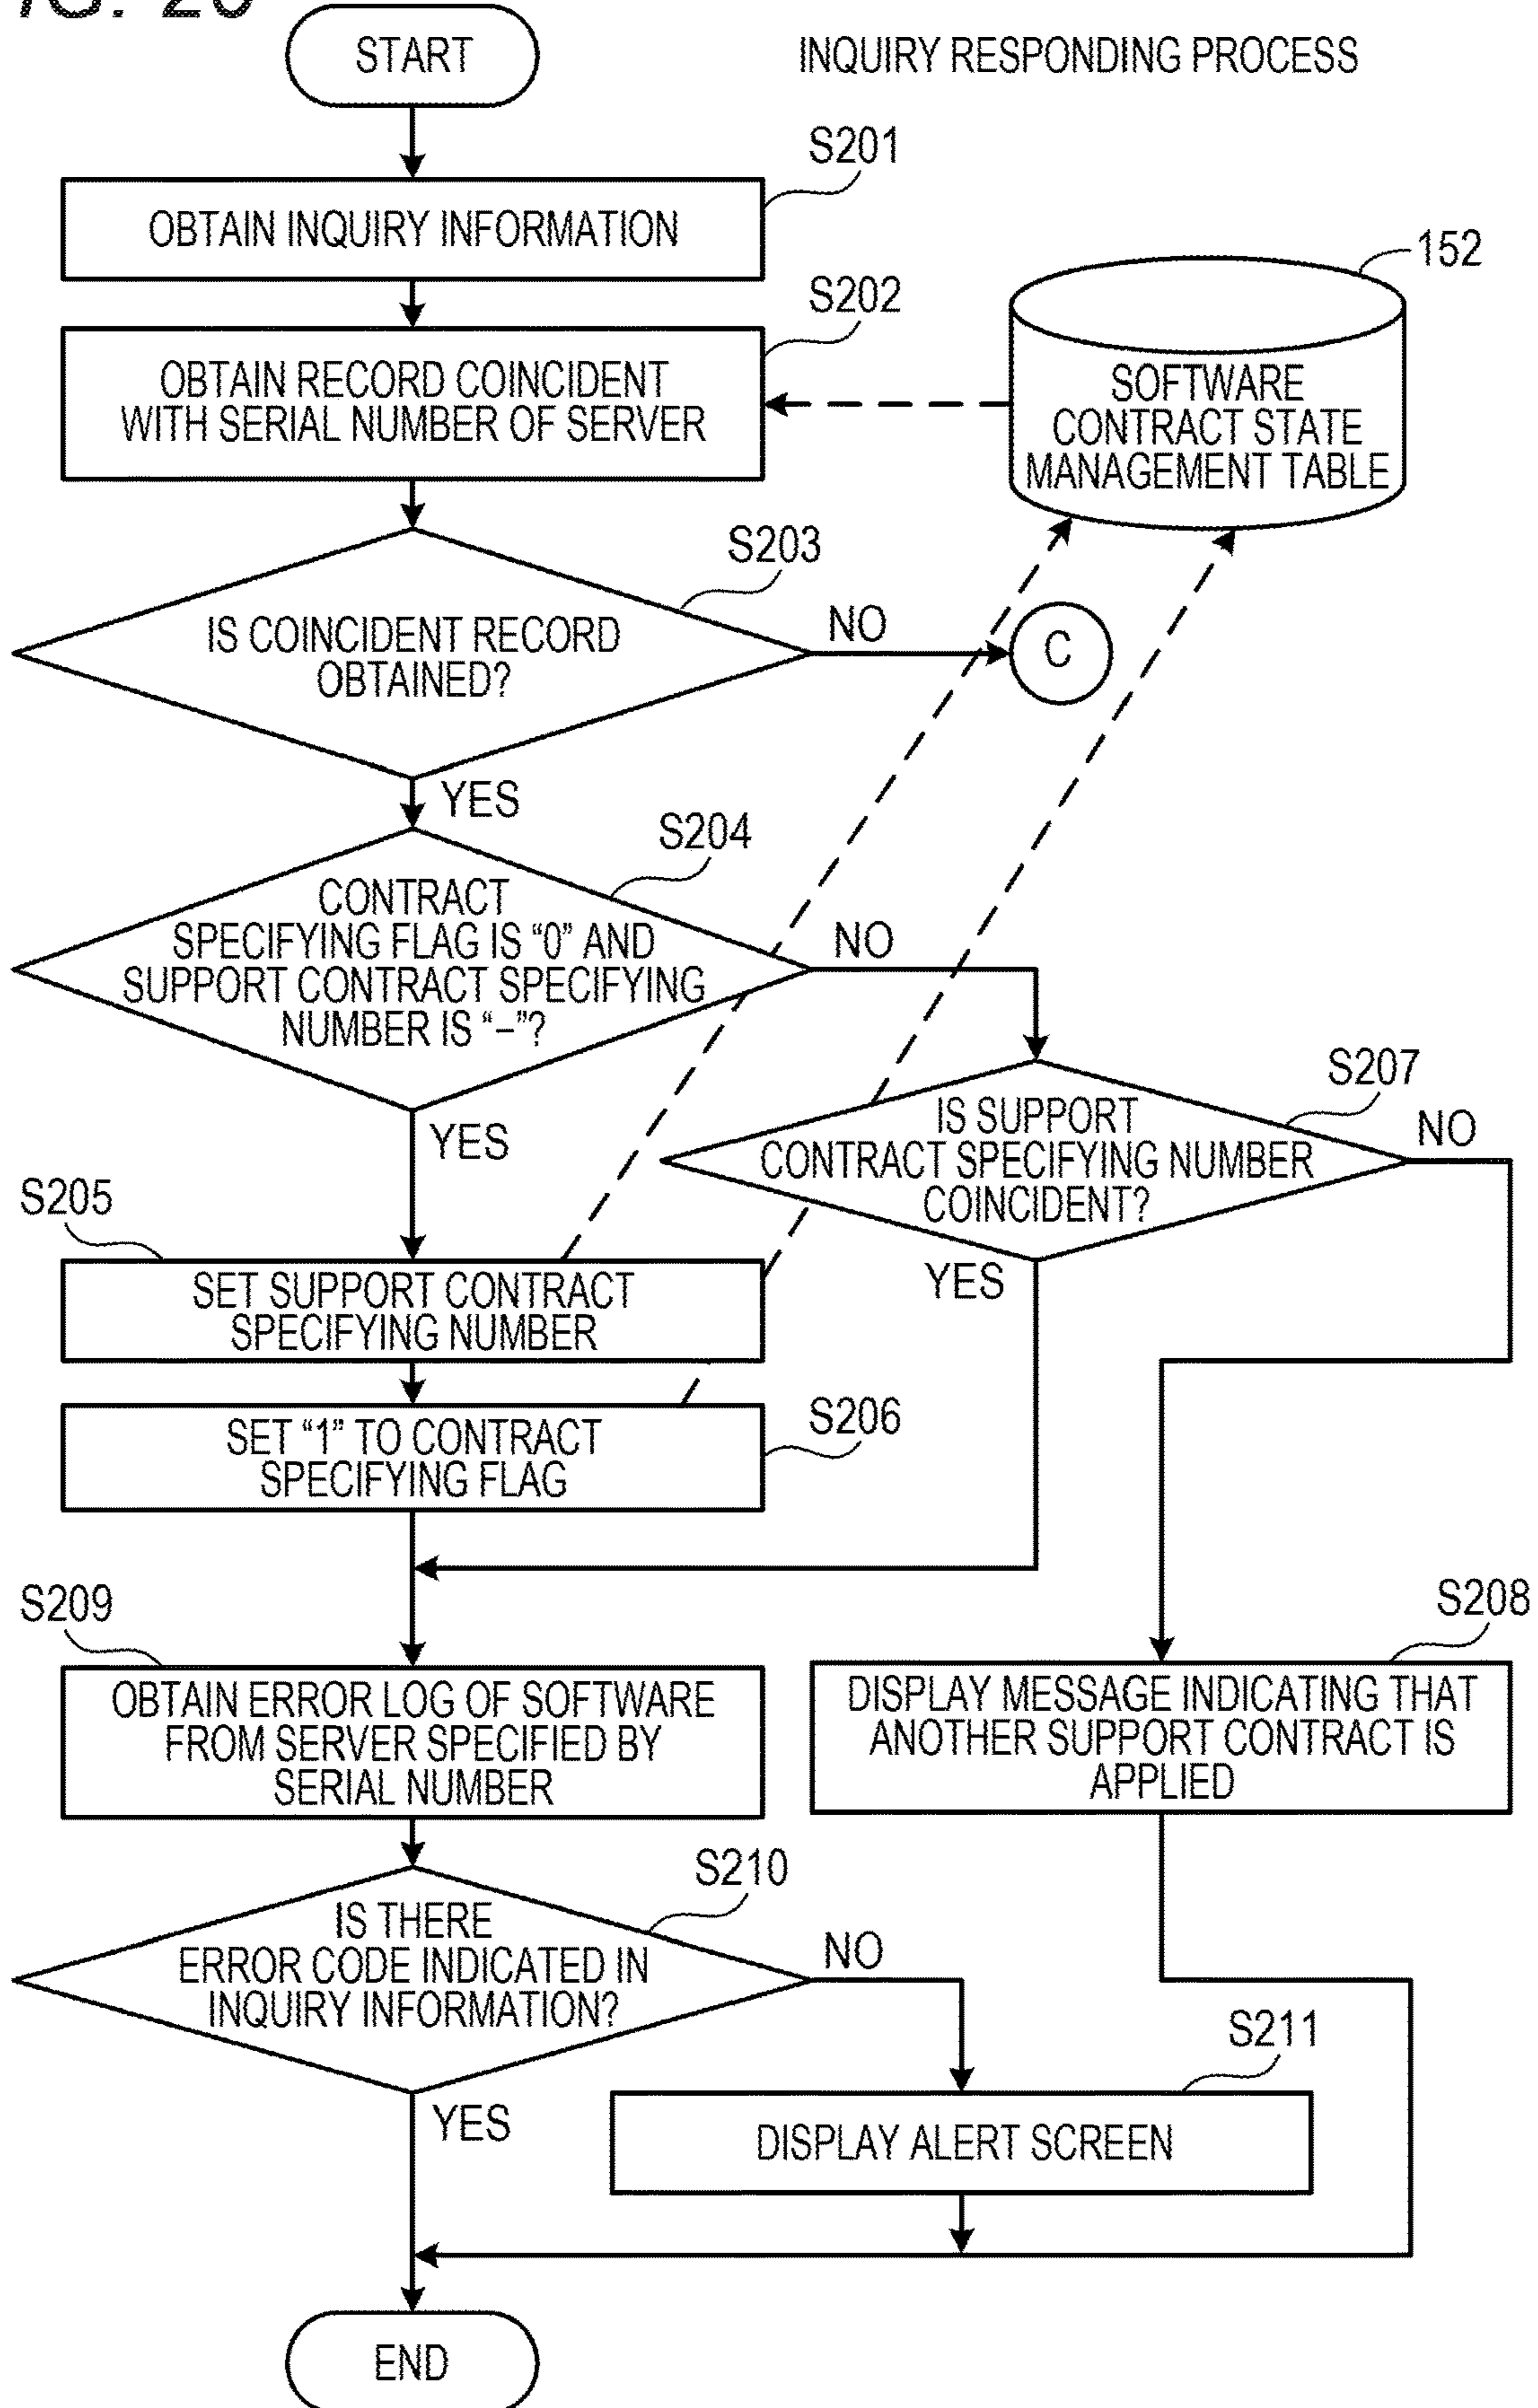 START
INQUIRY RESPONDING PROCESS
S201
OBTAIN INQUIRY INFORMATION
S202
OBTAIN RECORD COINCIDENT
WITH SERIAL NUMBER OF SERVER
152
SOFTWARE
CONTRACT STATE
MANAGEMENT TABLE
S203
IS COINCIDENT RECORD
OBTAINED?
NO
C
YES
S204
CONTRACT
SPECIFYING FLAG IS “0” AND
SUPPORT CONTRACT SPECIFYING
NUMBER IS “–”?
NO
YES
S207
IS SUPPORT
CONTRACT SPECIFYING NUMBER
COINCIDENT?
NO
YES
S205
SET SUPPORT CONTRACT
SPECIFYING NUMBER
SET “1” TO CONTRACT
SPECIFYING FLAG
S206
S209
OBTAIN ERROR LOG OF SOFTWARE
FROM SERVER SPECIFIED BY
SERIAL NUMBER
S208
DISPLAY MESSAGE INDICATING THAT
ANOTHER SUPPORT CONTRACT IS
APPLIED
S210
IS THERE
ERROR CODE INDICATED IN
INQUIRY INFORMATION?
NO
YES
S211
DISPLAY ALERT SCREEN
END